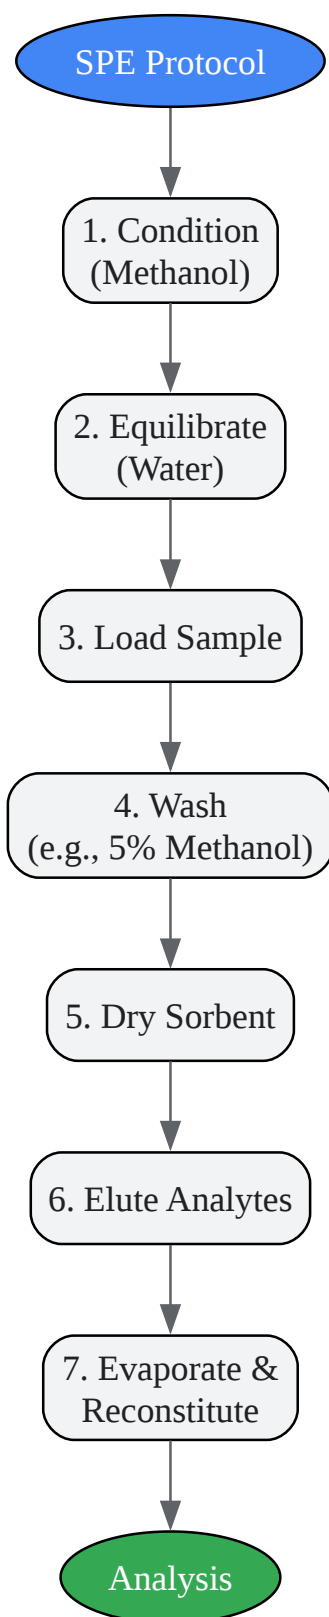 SPE Protocol
1. Condition
(Methanol)
2. Equilibrate
(Water)
3. Load Sample
4. Wash
(e.g., 5% Methanol)
5. Dry Sorbent
6. Elute Analytes
7. Evaporate &
Reconstitute
Analysis